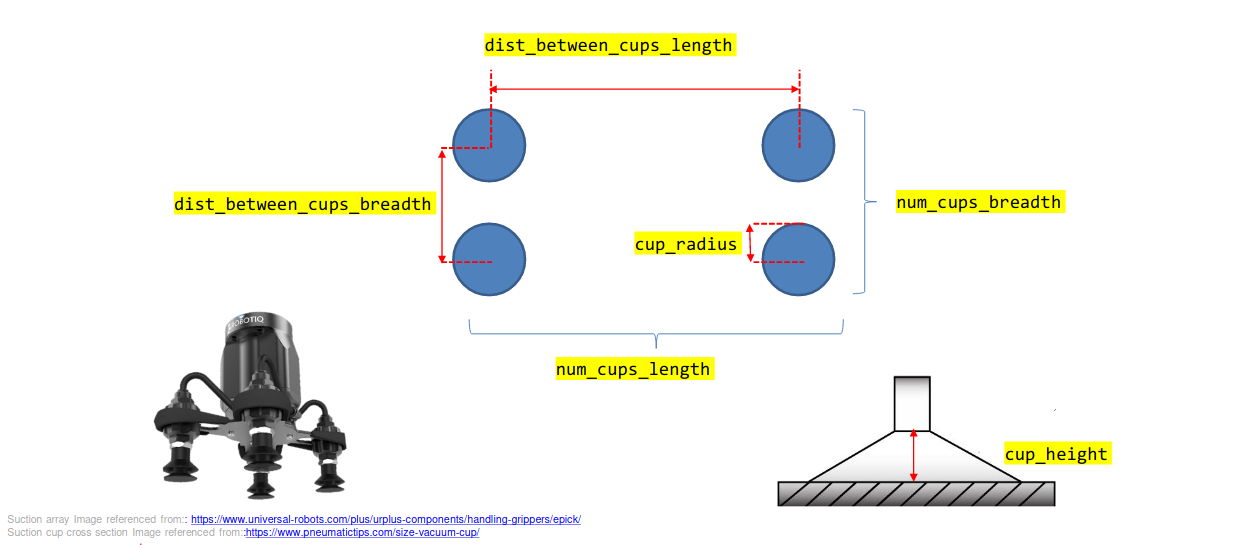 dist_between_cups_length
dist_between_cups_breadth
num_cups_breadth
cup_radius
ROBOTIQ
num_cups_length
cup_height
Suction array Image referenced from:: https://www.universal-robots.com/plus/urplus-components/handling-grippers/epick/
Suction cup cross section Image referenced from::https://www.pneumatictips.com/size-vacuum-cup/